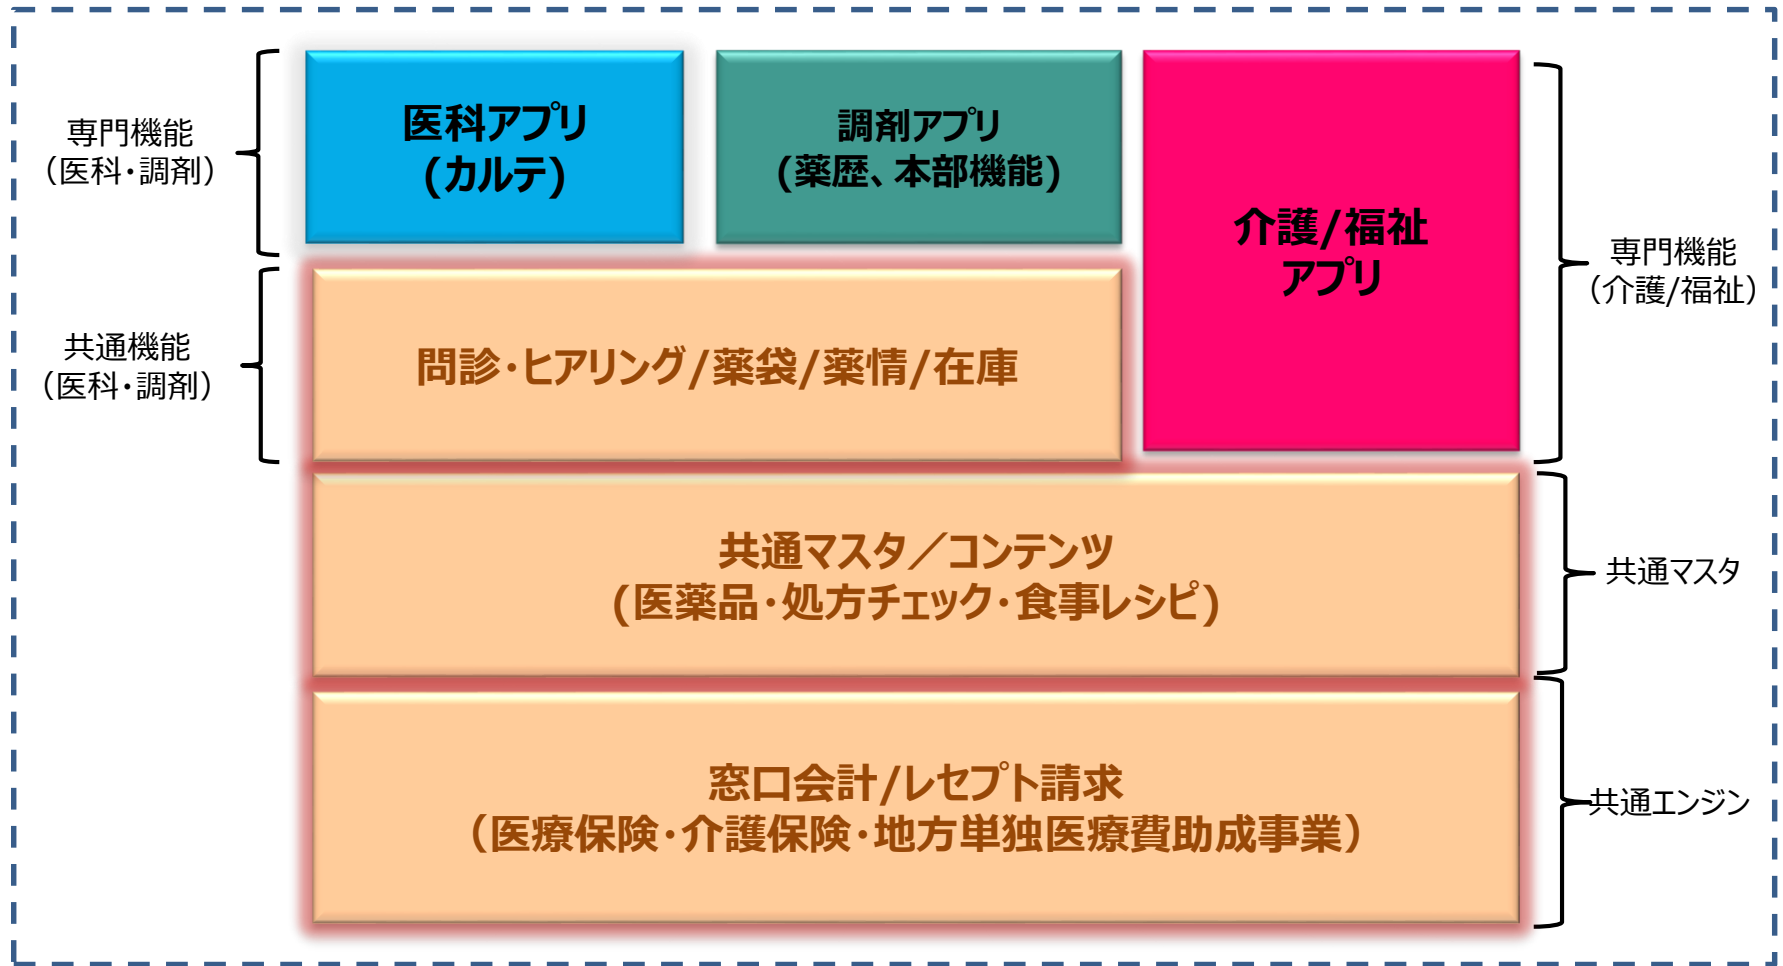 専門機能
（医科・調剤）
医科アプリ
(カルテ)
調剤アプリ
(薬歴、本部機能)
介護/福祉
アプリ
専門機能
（介護/福祉）
共通機能
（医科・調剤）
問診・ヒアリング/薬袋/薬情/在庫
共通マスタ／コンテンツ
(医薬品・処方チェック・食事レシピ)
共通マスタ
窓口会計/レセプト請求
（医療保険・介護保険・地方単独医療費助成事業）
共通エンジン